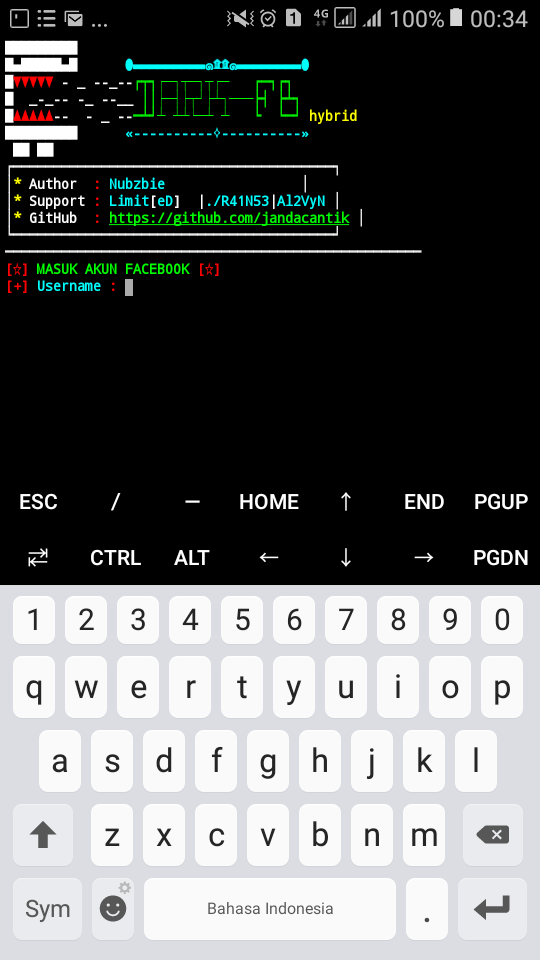 4G 100% 00:34
DARK-FB hybrid
«----------✧----------»
* Author : Nubzbie |
* Support : Limit[eD] |./R41N53|Al2VyN |
* GitHub : https://github.com/jandacantik |
[☆] MASUK AKUN FACEBOOK [☆]
[+] Username :
ESC / — HOME ↑ END PGUP
⇄ CTRL ALT ← ↓ → PGDN
1 2 3 4 5 6 7 8 9 0
q w e r t y u i o p
a s d f g h j k l
z x c v b n m
Sym Bahasa Indonesia .